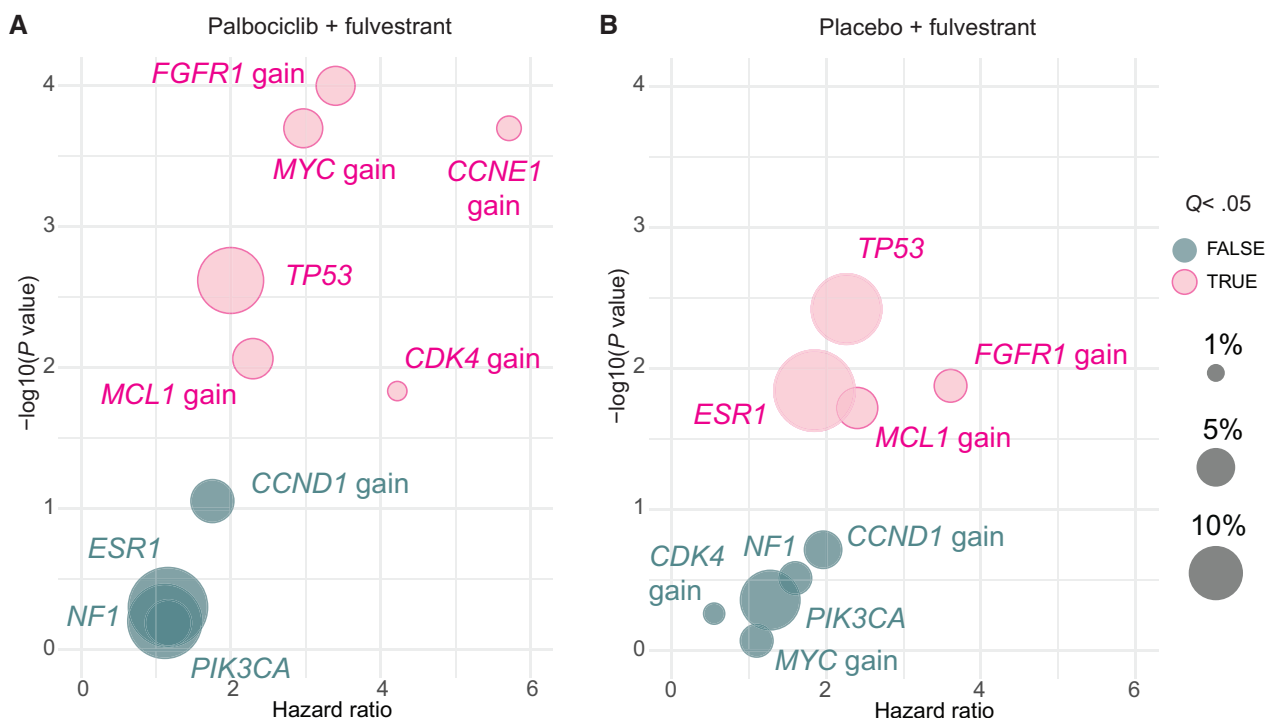 A
Palbociclib + fulvestrant
−log10(P value)
4
3
2
1
0
FGFR1 gain
MYC gain
CCNE1
gain
TP53
CDK4 gain
MCL1 gain
CCND1 gain
ESR1
NF1
PIK3CA
0
2
4
6
Hazard ratio
B
Placebo + fulvestrant
−log10(P value)
4
3
2
1
0
TP53
FGFR1 gain
ESR1
MCL1 gain
CCND1 gain
NF1
CDK4
gain
PIK3CA
MYC gain
0
2
4
6
Hazard ratio
Q< .05
FALSE
TRUE
1%
5%
10%